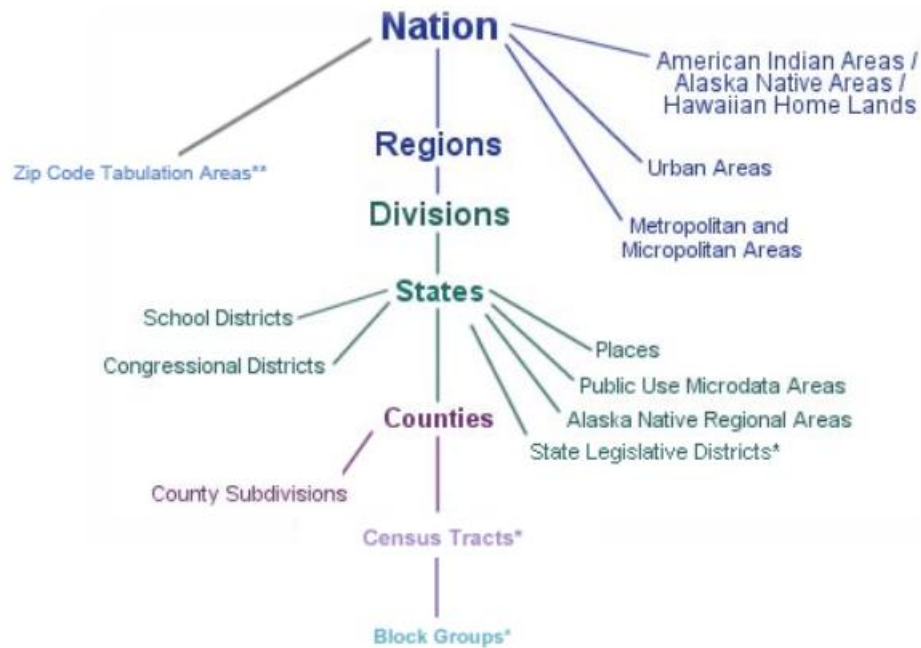 Nation
American Indian Areas /
Alaska Native Areas /
Hawaiian Home Lands
Regions
Zip Code Tabulation Areas**
Urban Areas
Divisions
Metropolitan and
Micropolitan Areas
States
School Districts
Congressional Districts
Places
Public Use Microdata Areas
Alaska Native Regional Areas
State Legislative Districts*
Counties
County Subdivisions
Census Tracts*
Block Groups*